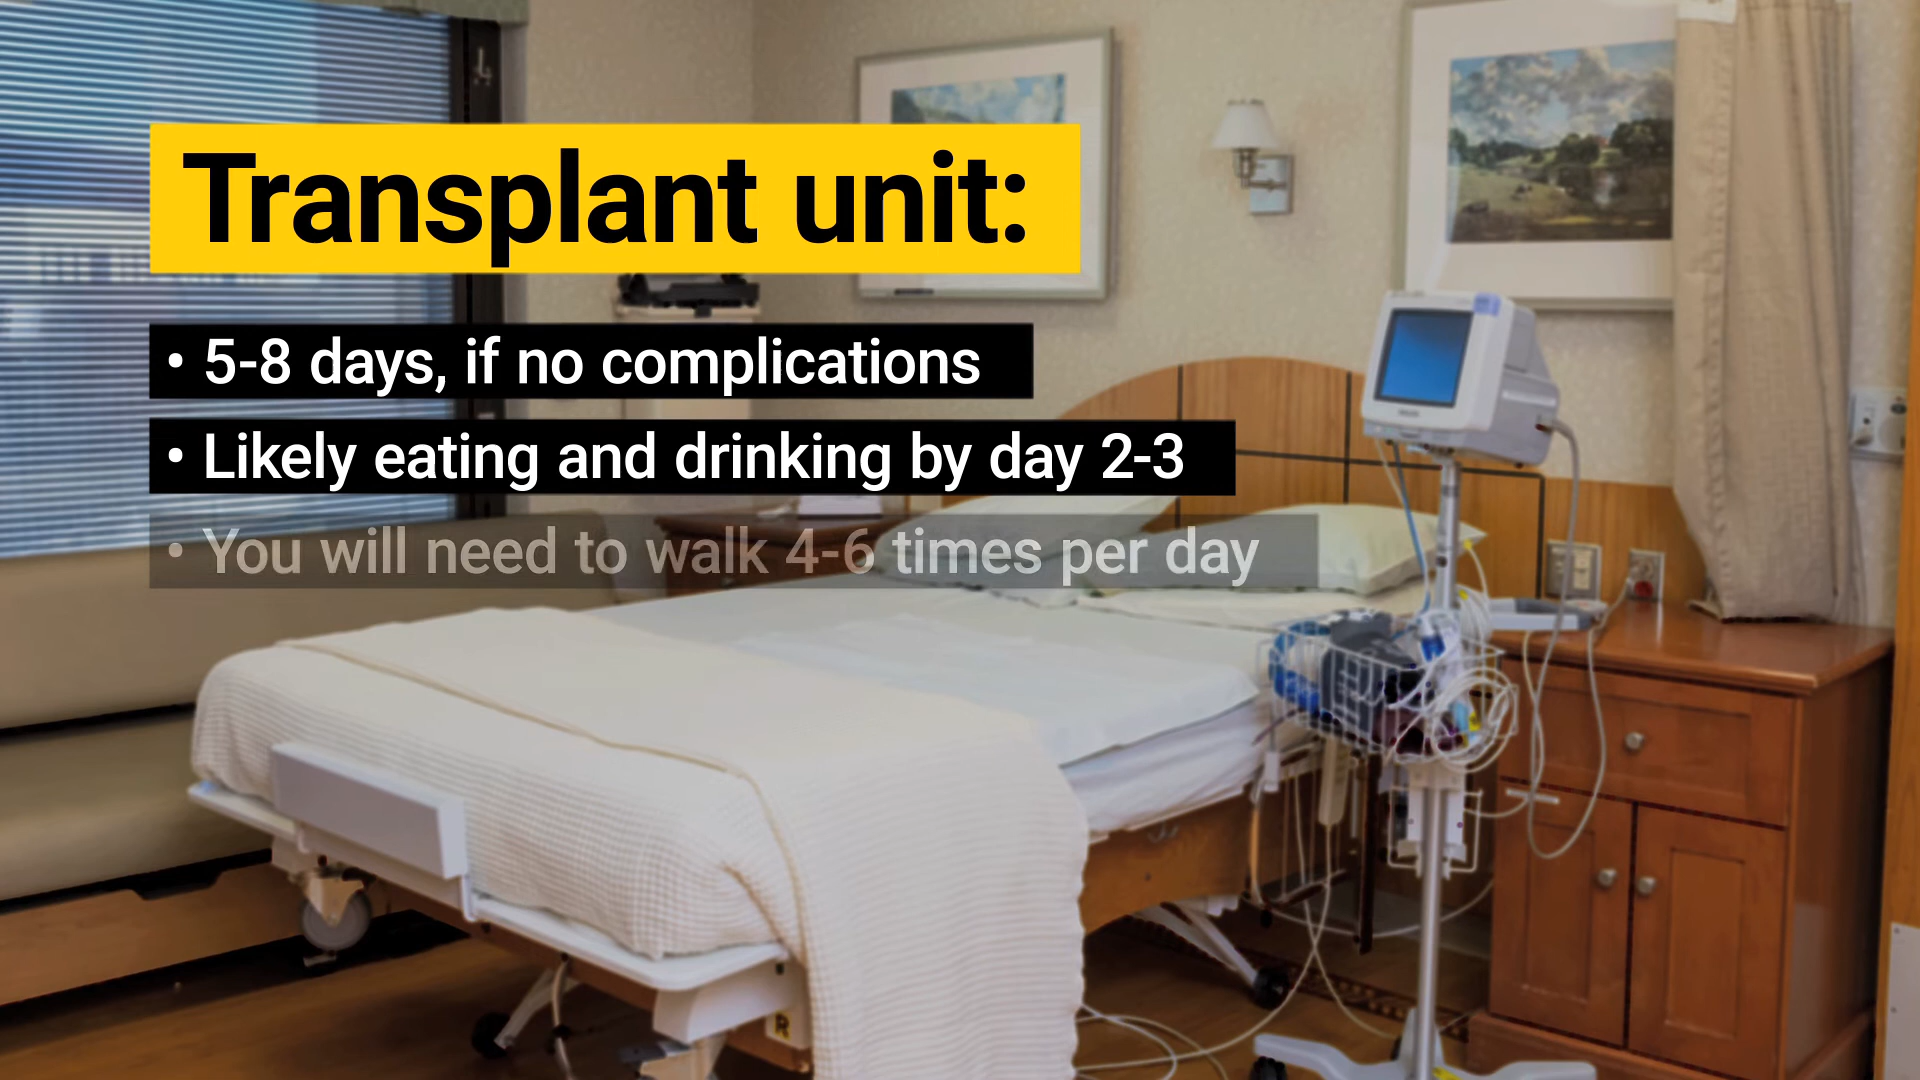 Transplant unit:
• 5-8 days, if no complications
• Likely eating and drinking by day 2-3
• You will need to walk 4-6 times per day
R